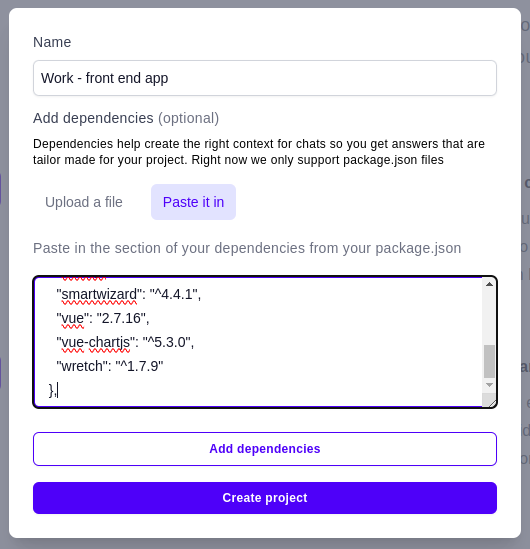 Name
Work - front end app
Add dependencies (optional)
Dependencies help create the right context for chats so you get answers that are
tailor made for your project. Right now we only support package.json files
Upload a file
Paste it in
Paste in the section of your dependencies from your package.json
"smartwizard": "^4.4.1",
"vue": "2.7.16",
"vue-chartjs": "^5.3.0",
"wretch": "^1.7.9"
},
Add dependencies
Create project